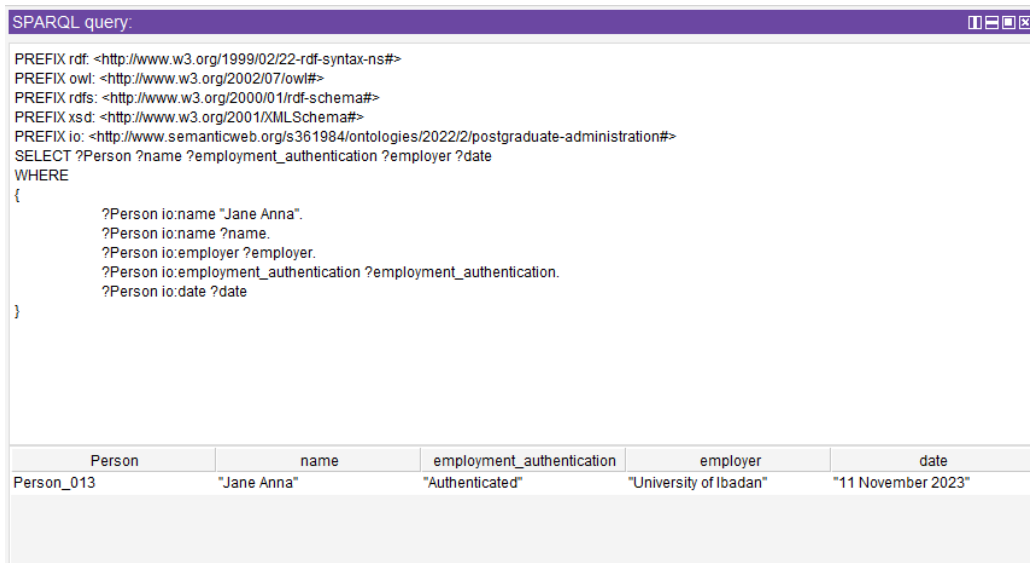 SPARQL query:
PREFIX rdf: <http://www.w3.org/1999/02/22-rdf-syntax-ns#>
PREFIX owl: <http://www.w3.org/2002/07/owl#>
PREFIX rdfs: <http://www.w3.org/2000/01/rdf-schema#>
PREFIX xsd: <http://www.w3.org/2001/XMLSchema#>
PREFIX io: <http://www.semanticweb.org/s361984/ontologies/2022/2/postgraduate-administration#>
SELECT ?Person ?name ?employment_authentication ?employer ?date
WHERE
{
?Person io:name "Jane Anna".
?Person io:name ?name.
?Person io:employer ?employer.
?Person io:employment_authentication ?employment_authentication.
?Person io:date ?date
}
Person name employment_authentication employer date
Person_013 "Jane Anna" "Authenticated" "University of Ibadan" "11 November 2023"